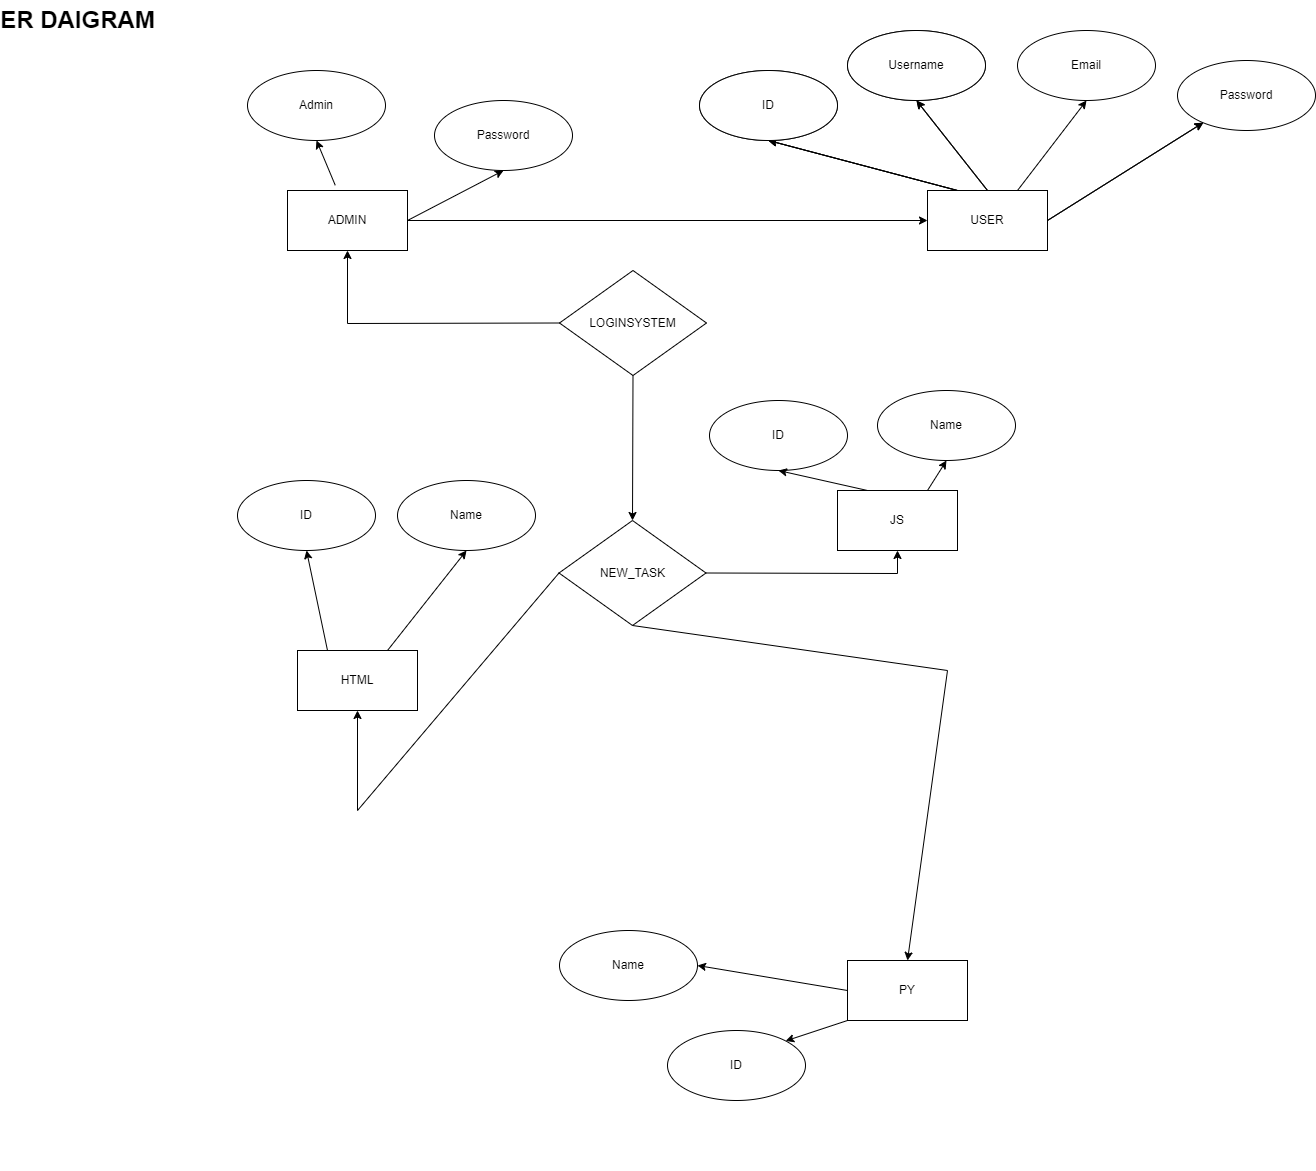 ER DAIGRAM
Username
Email
Password
Admin
ID
Password
ADMIN
USER
LOGINSYSTEM
Name
ID
ID
Name
JS
NEW_TASK
HTML
Name
PY
ID